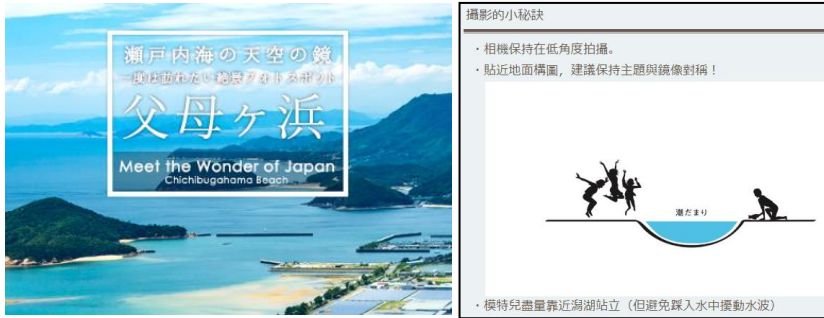 瀬戸内海の天空の鏡
一度は訪れたい絶景フォトスポット
父母ヶ浜
Meet the Wonder of Japan
Chichibugahama Beach
攝影的小秘訣
・相機保持在低角度拍攝。
・貼近地面構圖，建議保持主題與鏡像對稱！
潮だまり
・模特兒盡量靠近潟湖站立（但避免踩入水中擾動水波）